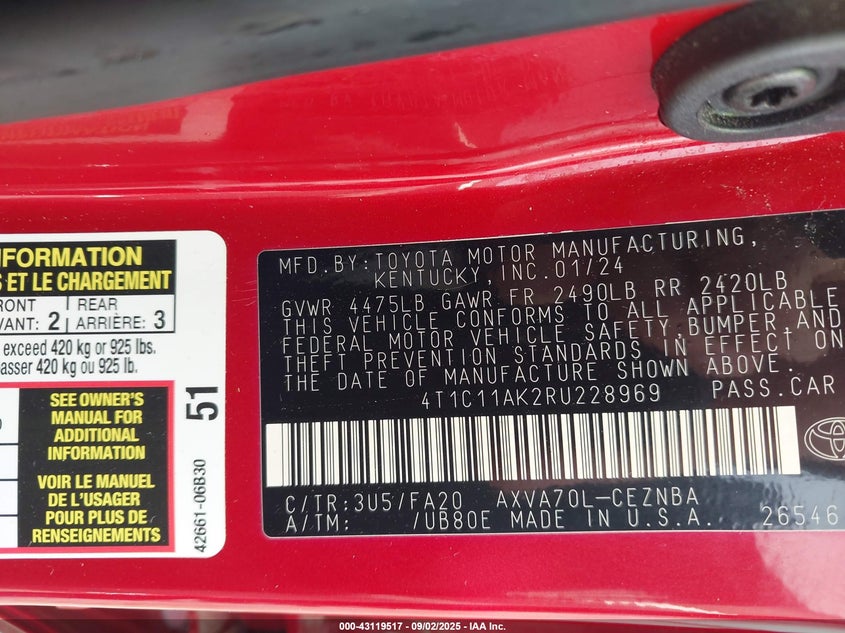 NFORMATION
S ET LE CHARGEMENT
FRONT
VANT: 2
REAR
ARRIÈRE: 3
exceed 420 kg or 925 lbs.
asser 420 kg ou 925 lb.
SEE OWNER'S
MANUAL FOR
ADDITIONAL
INFORMATION
VOIR LE MANUEL
DE L'USAGER
POUR PLUS DE
RENSEIGNEMENTS
51
42661-06B30
MFD.BY:TOYOTA MOTOR MANUFACTURING,
KENTUCKY,INC.01/24
GVWR 4475LB GAWR FR 2490LB RR 2420LB
THIS VEHICLE CONFORMS TO ALL APPLICABLE
FEDERAL MOTOR VEHICLE SAFETY, BUMPER,AND
THEFT PREVENTION STANDARDS IN EFFECT ON
THE DATE OF MANUFACTURE SHOWN ABOVE.
4T1C11AK2RU228969 PASS.CAR
C/TR:3U5/FA20 AXVA70L-CEZNBA
A/TM: /UB80E MADE IN U.S.A. 26546
TOYOTA
000-43119517 - 09/02/2025 - IAA Inc.